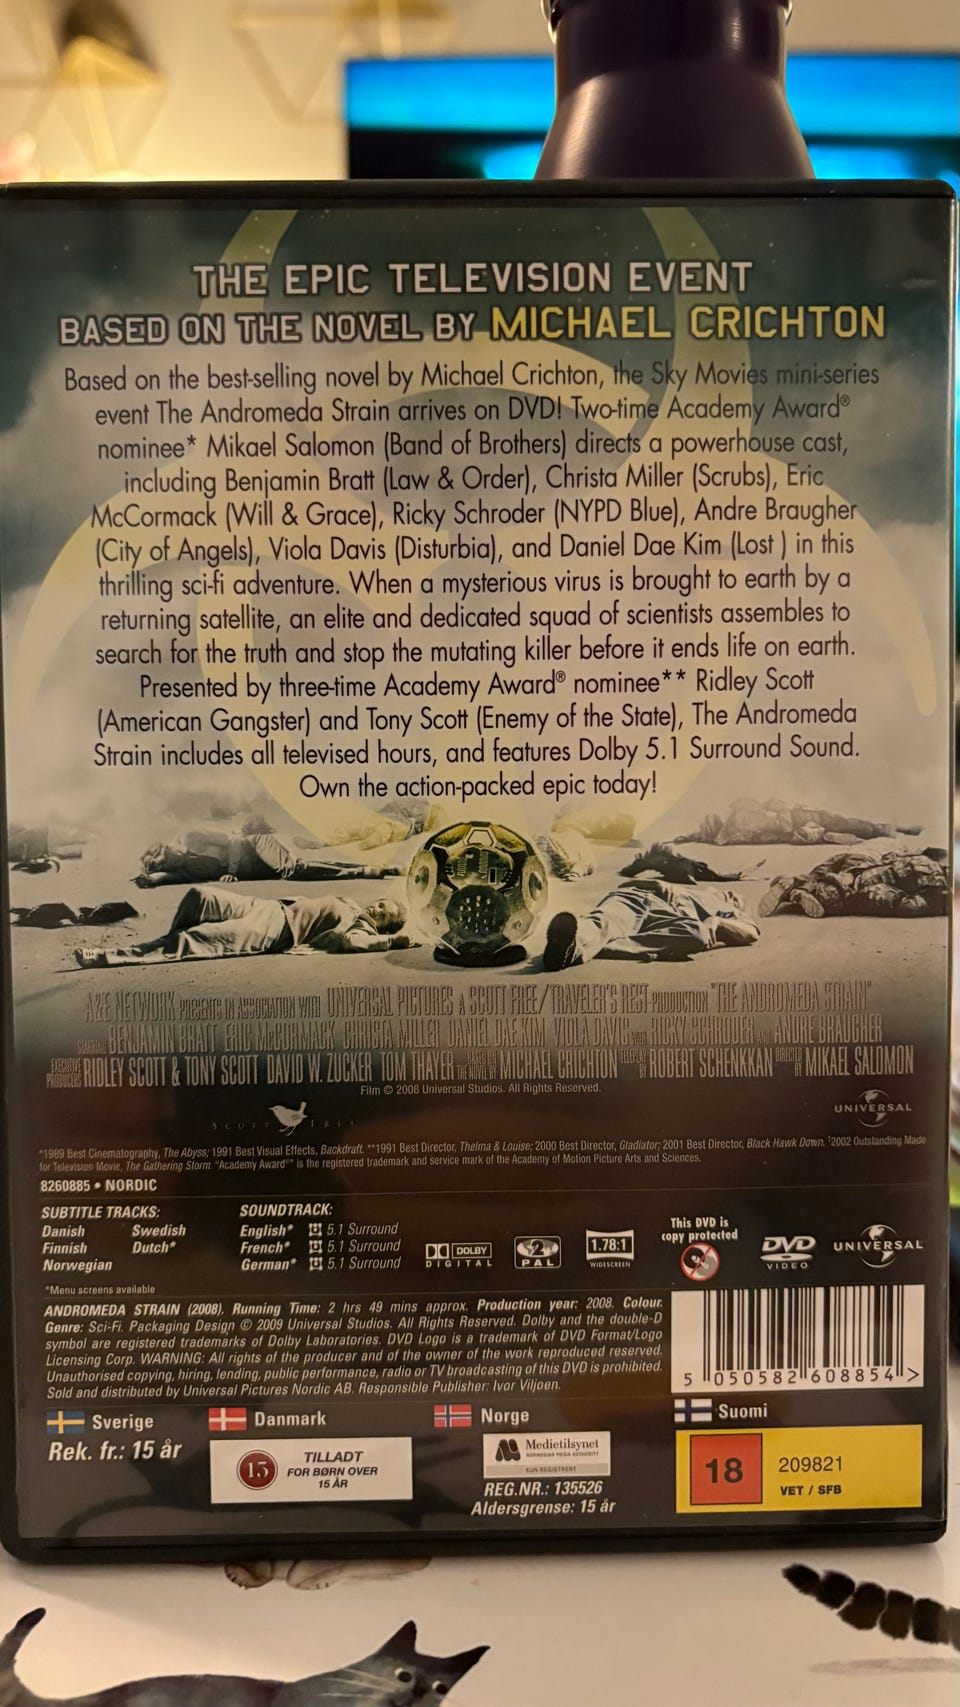 THE EPIC TELEVISION EVENT
BASED ON THE NOVEL BY MICHAEL CRICHTON
Based on the best-selling novel by Michael Crichton, the Sky Movies mini-series
event The Andromeda Strain arrives on DVD! Two-time Academy Award®
nominee* Mikael Salomon (Band of Brothers) directs a powerhouse cast,
including Benjamin Bratt (Law & Order), Christa Miller (Scrubs), Eric
McCormack (Will & Grace), Ricky Schroder (NYPD Blue), Andre Braugher
(City of Angels), Viola Davis (Disturbia), and Daniel Dae Kim (Lost ) in this
thrilling sci-fi adventure. When a mysterious virus is brought to earth by a
returning satellite, an elite and dedicated squad of scientists assembles to
search for the truth and stop the mutating killer before it ends life on earth.
Presented by three-time Academy Award® nominee** Ridley Scott
(American Gangster) and Tony Scott (Enemy of the State), The Andromeda
Strain includes all televised hours, and features Dolby 5.1 Surround Sound.
Own the action-packed epic today!
A&E NETWORK PRESENTS IN ASSOCIATION WITH UNIVERSAL PICTURES A SCOTT FREE/TRAVELER'S REST PRODUCTION "THE ANDROMEDA STRAIN"
STARRING BENJAMIN BRATT ERIC McCORMACK CHRISTA MILLER DANIEL DAE KIM VIOLA DAVIS WITH RICKY SCHRODER AND ANDRE BRAUGHER
EXECUTIVE PRODUCERS RIDLEY SCOTT & TONY SCOTT DAVID W. ZUCKER TOM THAYER BASED ON THE NOVEL BY MICHAEL CRICHTON TELEPLAY BY ROBERT SCHENKKAN DIRECTED BY MIKAEL SALOMON
Film © 2008 Universal Studios. All Rights Reserved.
SCOTT FREE
UNIVERSAL
*1989 Best Cinematography, The Abyss; 1991 Best Visual Effects, Backdraft. **1991 Best Director, Thelma & Louise; 2000 Best Director, Gladiator; 2001 Best Director, Black Hawk Down. †2002 Outstanding Made
for Television Movie, The Gathering Storm. "Academy Award®" is the registered trademark and service mark of the Academy of Motion Picture Arts and Sciences.
8260885 • NORDIC
SUBTITLE TRACKS:
Danish Swedish
Finnish Dutch*
Norwegian
*Menu screens available
SOUNDTRACK:
English* 5.1 Surround
French* 5.1 Surround
German* 5.1 Surround
DOLBY
DIGITAL
2
PAL
1.78:1
WIDESCREEN
This DVD is
copy protected
DVD
VIDEO
UNIVERSAL
ANDROMEDA STRAIN (2008). Running Time: 2 hrs 49 mins approx. Production year: 2008. Colour.
Genre: Sci-Fi. Packaging Design © 2009 Universal Studios. All Rights Reserved. Dolby and the double-D
symbol are registered trademarks of Dolby Laboratories. DVD Logo is a trademark of DVD Format/Logo
Licensing Corp. WARNING: All rights of the producer and of the owner of the work reproduced reserved.
Unauthorised copying, hiring, lending, public performance, radio or TV broadcasting of this DVD is prohibited.
Sold and distributed by Universal Pictures Nordic AB. Responsible Publisher: Ivor Viljoen.
5 050582 608854 >
Sverige
Rek. fr.: 15 år
Danmark
15
TILLADT
FOR BØRN OVER
15 ÅR
Norge
Medietilsynet
NORWEGIAN MEDIA AUTHORITY
KUN REGISTRERT
REG.NR.: 135526
Aldersgrense: 15 år
Suomi
18
209821
VET / SFB